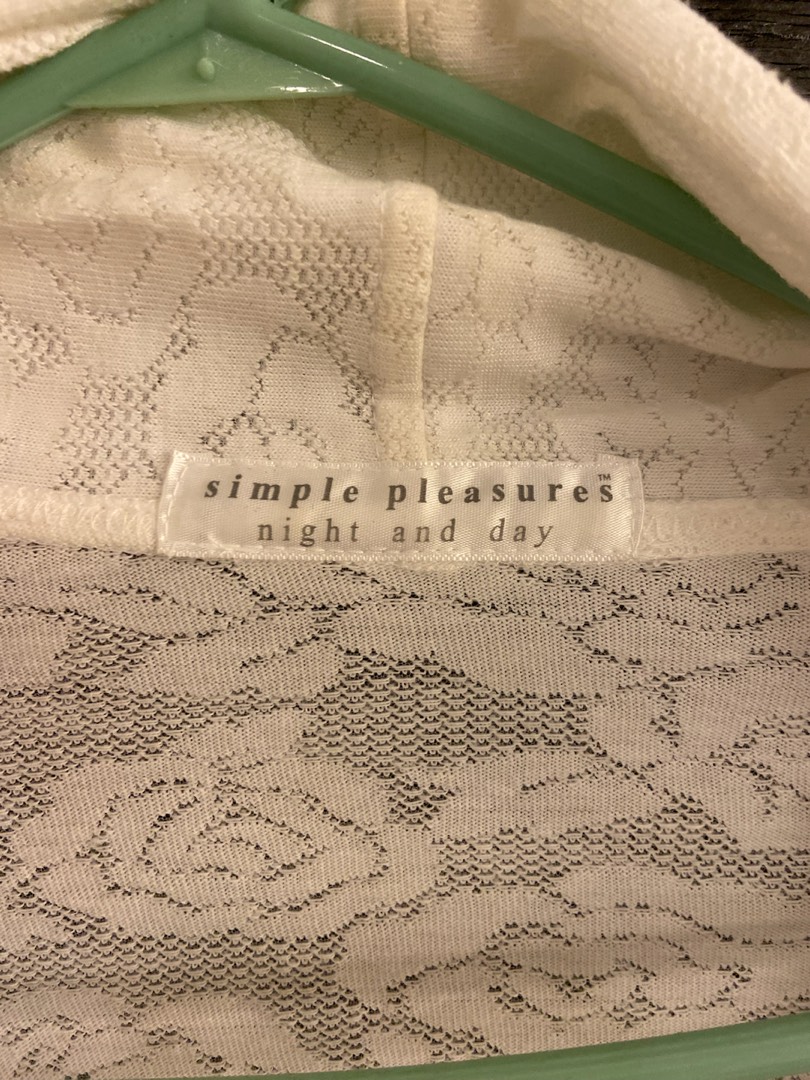 simple pleasures™
night and day